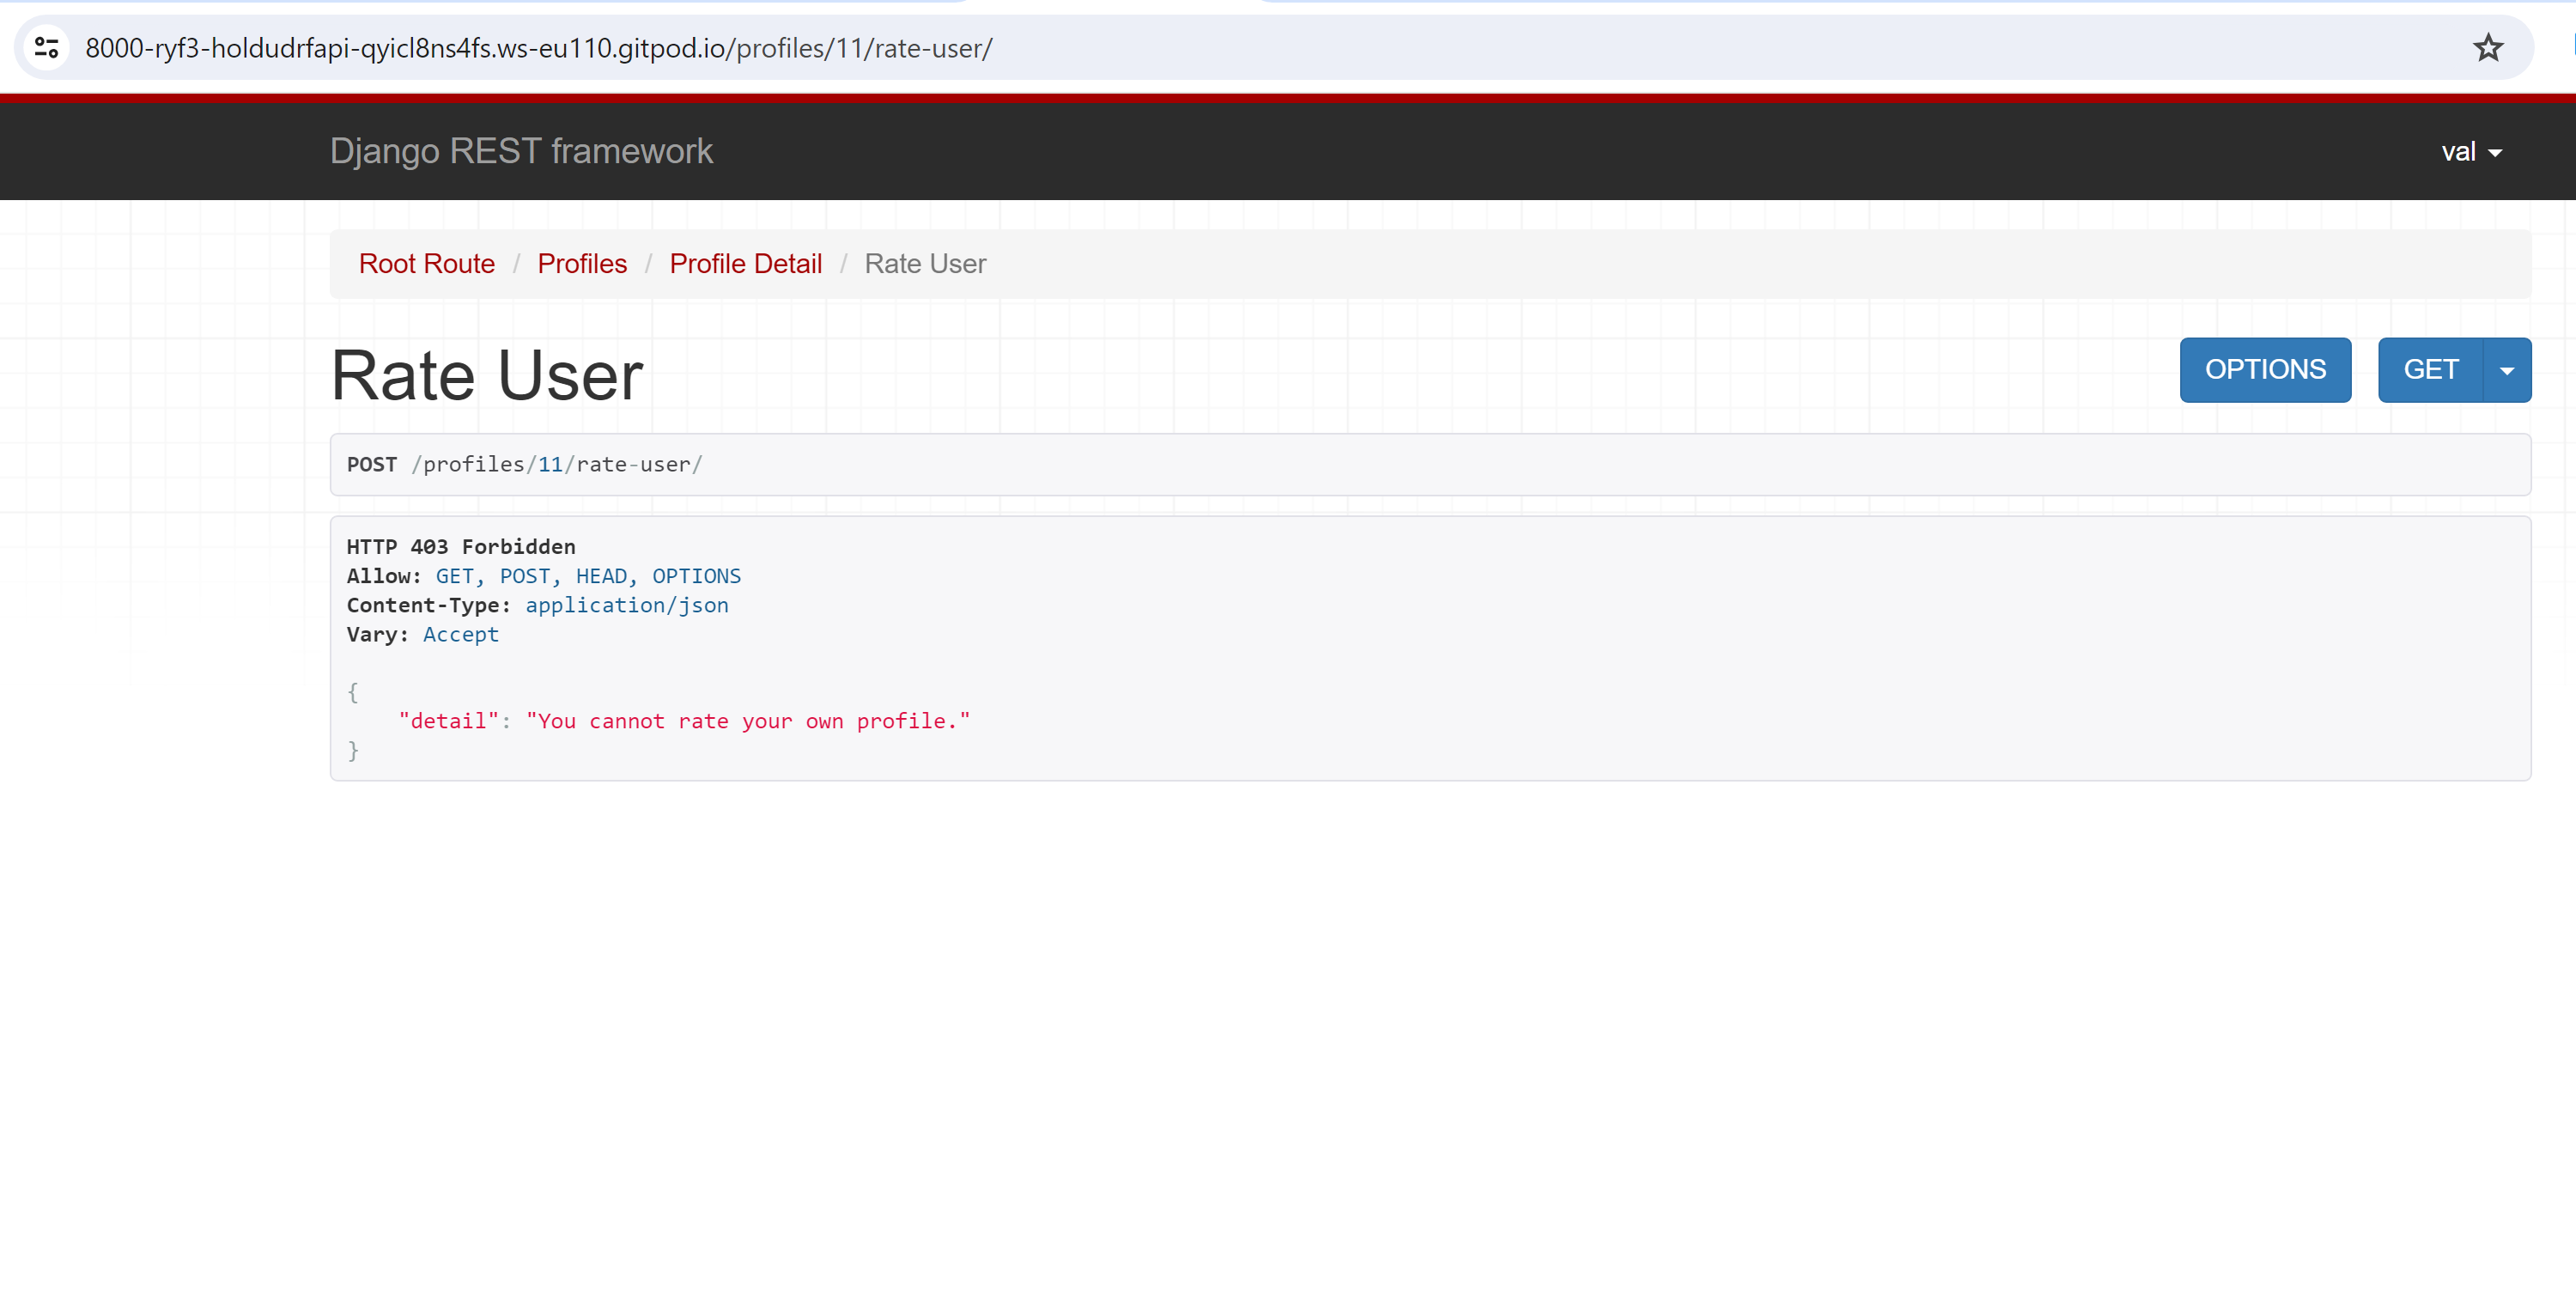 8000-ryf3-holdudrfapi-qyicl8ns4fs.ws-eu110.gitpod.io/profiles/11/rate-user/
Django REST framework
val
Root Route / Profiles / Profile Detail / Rate User
Rate User
OPTIONS
GET
POST /profiles/11/rate-user/
HTTP 403 Forbidden
Allow: GET, POST, HEAD, OPTIONS
Content-Type: application/json
Vary: Accept
{
    "detail": "You cannot rate your own profile."
}